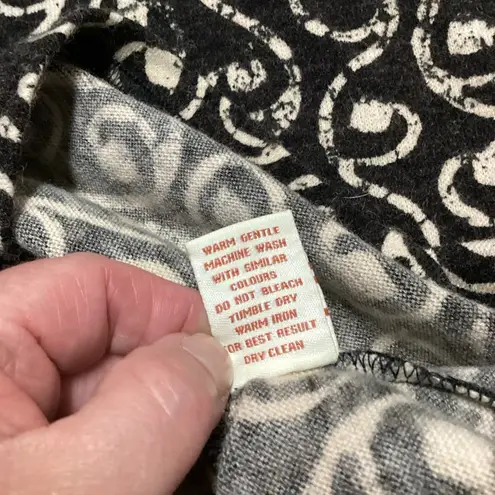 WARM GENTLE
MACHINE WASH
WITH SIMILAR
COLOURS
DO NOT BLEACH
TUMBLE DRY
WARM IRON
FOR BEST RESULT
DRY CLEAN